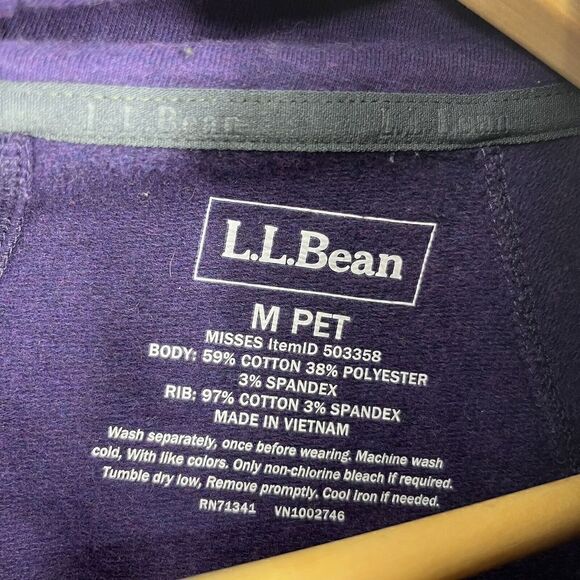 L.L.Bean L.L.Bean
L.L.Bean
M PET
MISSES ItemID 503358
BODY: 59% COTTON 38% POLYESTER
3% SPANDEX
RIB: 97% COTTON 3% SPANDEX
MADE IN VIETNAM
Wash separately, once before wearing. Machine wash
cold, With like colors. Only non-chlorine bleach if required.
Tumble dry low, Remove promptly. Cool iron if needed.
RN71341 VN1002746